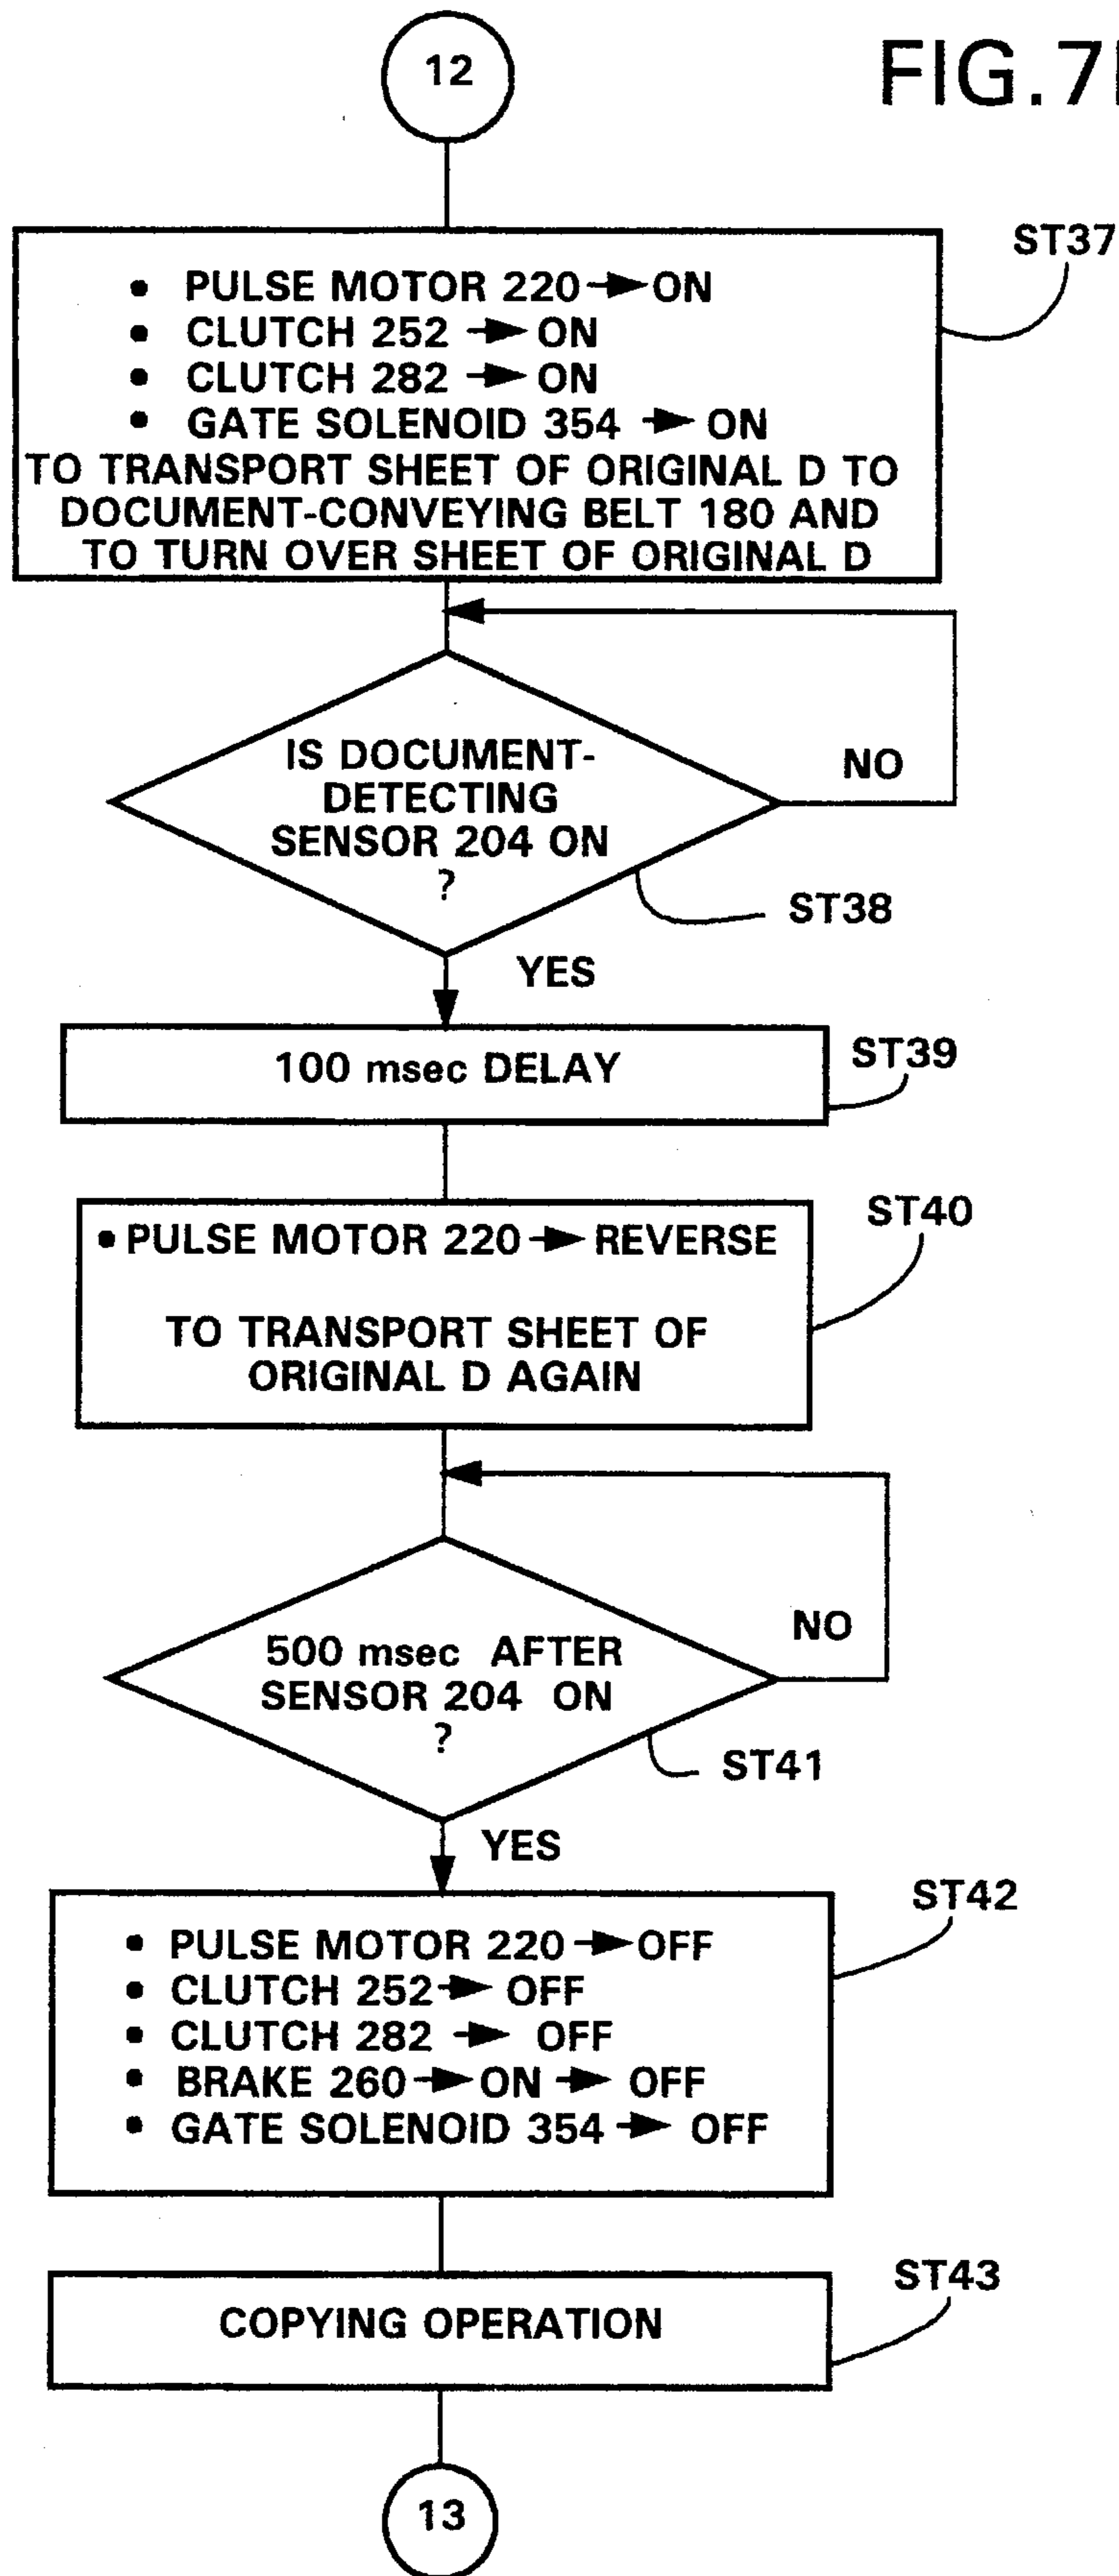 12
FIG.7
ST37
• PULSE MOTOR 220→ON
• CLUTCH 252 → ON
• CLUTCH 282 → ON
• GATE SOLENOID 354 → ON
TO TRANSPORT SHEET OF ORIGINAL D TO
DOCUMENT-CONVEYING BELT 180 AND
TO TURN OVER SHEET OF ORIGINAL D
IS DOCUMENT-
DETECTING
SENSOR 204 ON
?
NO
ST38
YES
100 msec DELAY
ST39
• PULSE MOTOR 220→REVERSE
TO TRANSPORT SHEET OF
ORIGINAL D AGAIN
ST40
500 msec AFTER
SENSOR 204 ON
?
NO
ST41
YES
ST42
• PULSE MOTOR 220→OFF
• CLUTCH 252→ OFF
• CLUTCH 282 → OFF
• BRAKE 260→ON→ OFF
• GATE SOLENOID 354→ OFF
COPYING OPERATION
ST43
13